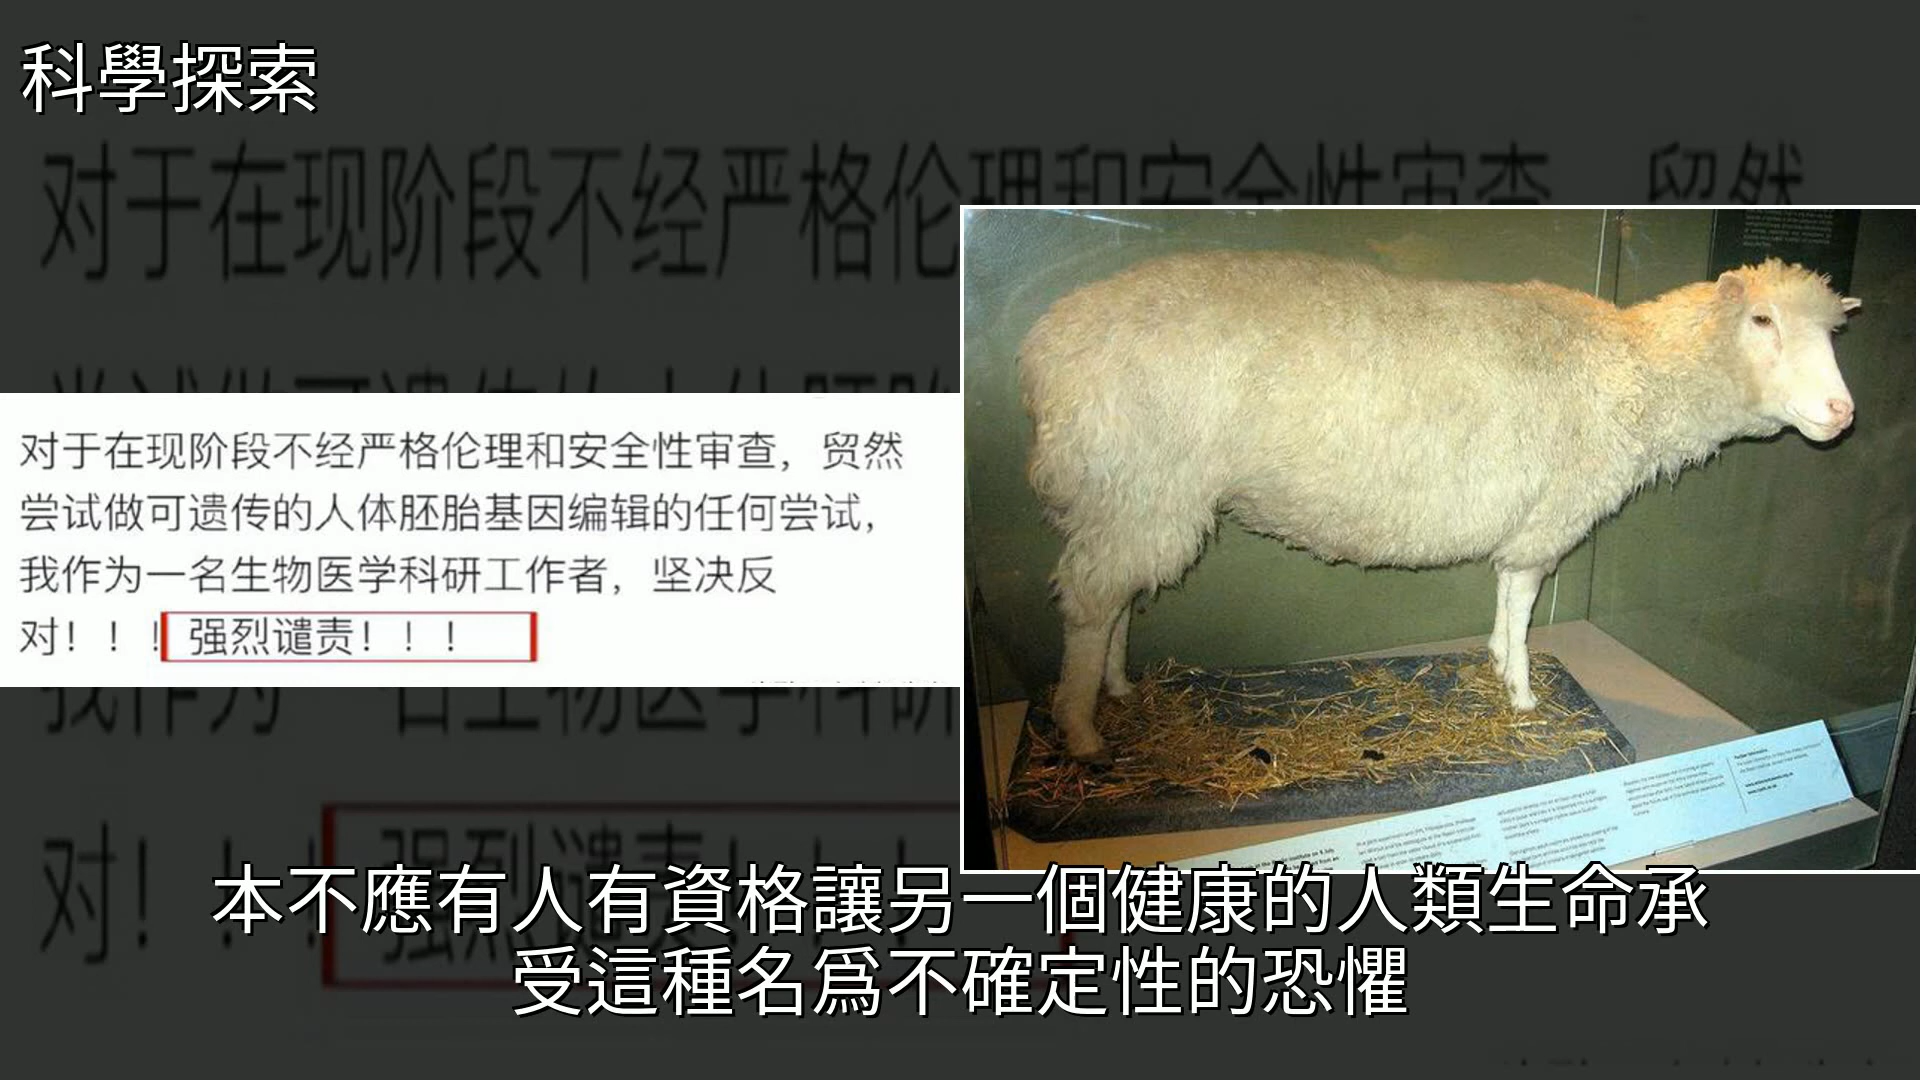 科學探索
对于在现阶段不经严格伦理和安全性审查，贸然
尝试做可遗传的人体胚胎基因编辑的任何尝试，
我作为一名生物医学科研工作者，坚决反
对！！！强烈谴责！！！
本不應有人有資格讓另一個健康的人類生命承
受這種名爲不確定性的恐懼